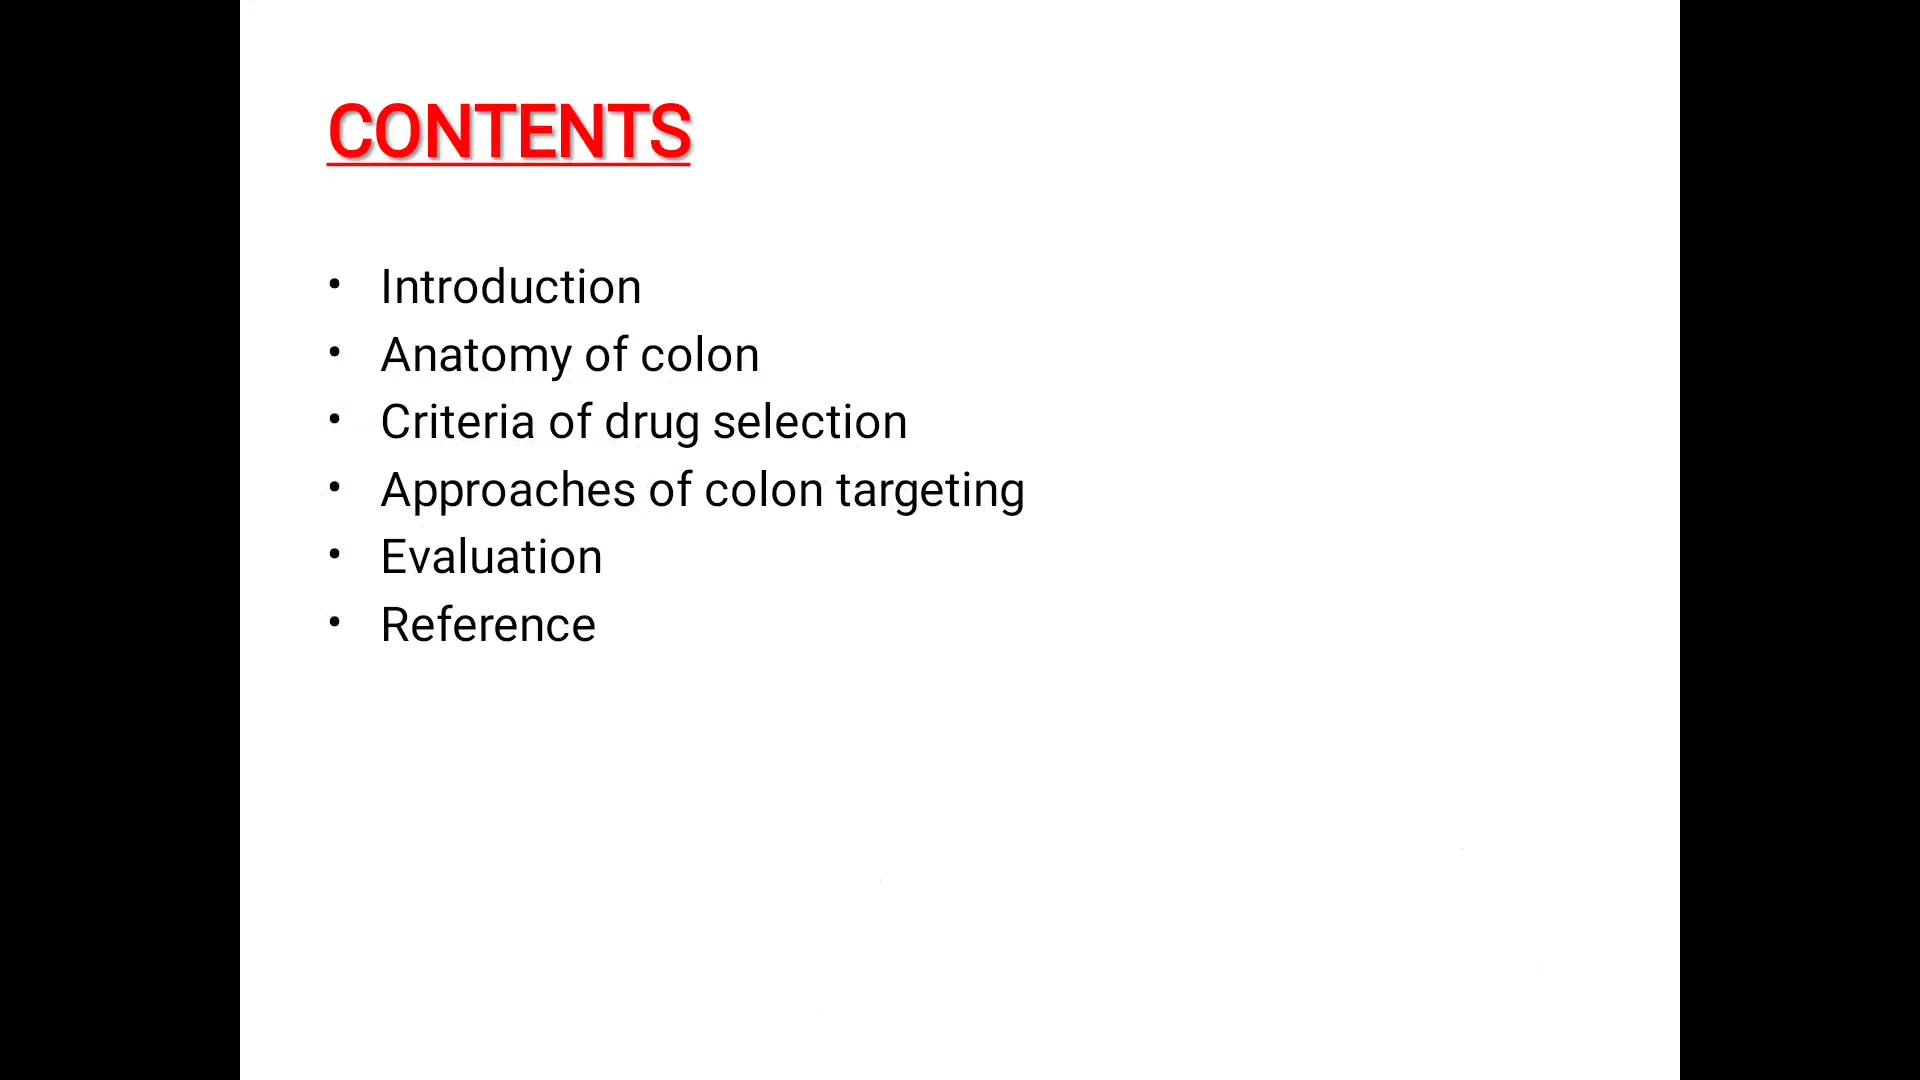 CONTENTS
• Introduction
• Anatomy of colon
• Criteria of drug selection
• Approaches of colon targeting
• Evaluation
• Reference